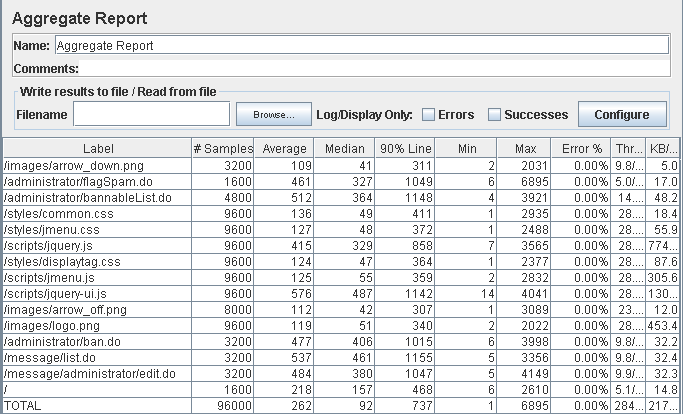 Aggregate Report
Name: Aggregate Report
Comments:
Write results to file / Read from file
Filename Browse... Log/Display Only: Errors Successes Configure
Label # Samples Average Median 90% Line Min Max Error % Thr... KB/...
/images/arrow_down.png 3200 109 41 311 2 2031 0.00% 9.8/... 5.0
/administrator/flagSpam.do 1600 461 327 1049 6 6895 0.00% 5.0/... 17.0
/administrator/bannableList.do 4800 512 364 1148 4 3921 0.00% 14.... 48.2
/styles/common.css 9600 136 49 411 1 2935 0.00% 28.... 18.4
/styles/jmenu.css 9600 127 48 372 1 2488 0.00% 28.... 55.9
/scripts/jquery.js 9600 415 329 858 7 3565 0.00% 28.... 774...
/styles/displaytag.css 9600 124 47 364 1 2377 0.00% 28.... 87.6
/scripts/jmenu.js 9600 125 55 359 2 2832 0.00% 28.... 305.6
/scripts/jquery-ui.js 9600 576 487 1142 14 4041 0.00% 28.... 130...
/images/arrow_off.png 8000 112 42 307 1 3089 0.00% 23.... 12.0
/images/logo.png 9600 119 51 340 2 2022 0.00% 28.... 453.4
/administrator/ban.do 3200 477 406 1015 6 3998 0.00% 9.8/... 32.2
/message/list.do 3200 537 461 1155 5 3356 0.00% 9.8/... 32.4
/message/administrator/edit.do 3200 484 380 1047 5 4149 0.00% 9.9/... 32.3
/ 1600 218 157 468 6 2610 0.00% 5.1/... 14.8
TOTAL 96000 262 92 737 1 6895 0.00% 284... 217...